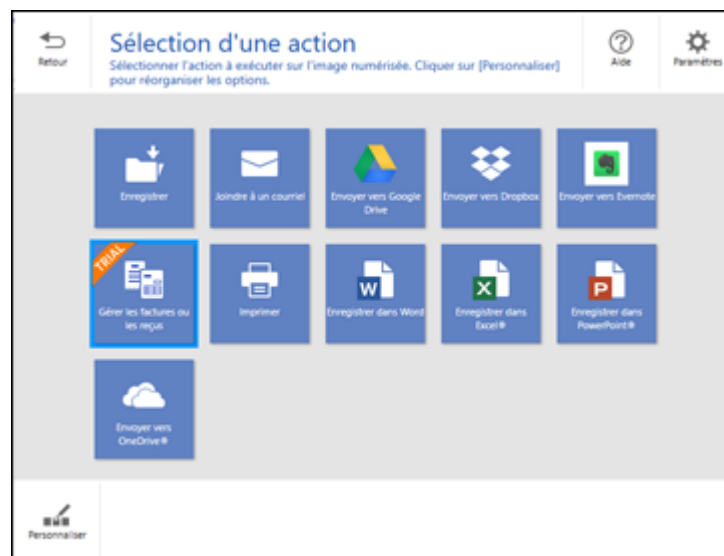 Sélection d'une action
Retour
Sélectionner l'action à exécuter sur l'image numérisée. Cliquer sur [Personnaliser]
pour réorganiser les options.
Aide
Paramètres
Enregistrer
Joindre à un courriel
Envoyer vers Google
Drive
Envoyer vers Dropbox
Envoyer vers Evernote
TRIAL
Gérer les factures ou
les reçus
Imprimer
W
Enregistrer dans Word
X
Enregistrer dans
Excel®
P
Enregistrer dans
PowerPoint®
Envoyer vers
OneDrive®
Personnaliser